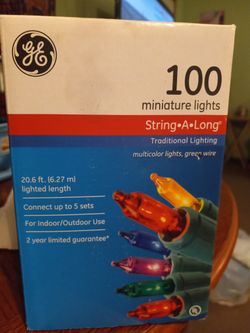 GE
100
miniature lights
String•A•Long®
Traditional Lighting
multicolor lights, green wire
20.6 ft. (6.27 m)
lighted length
Connect up to 5 sets
For Indoor/Outdoor Use
2 year limited guarantee*
UL